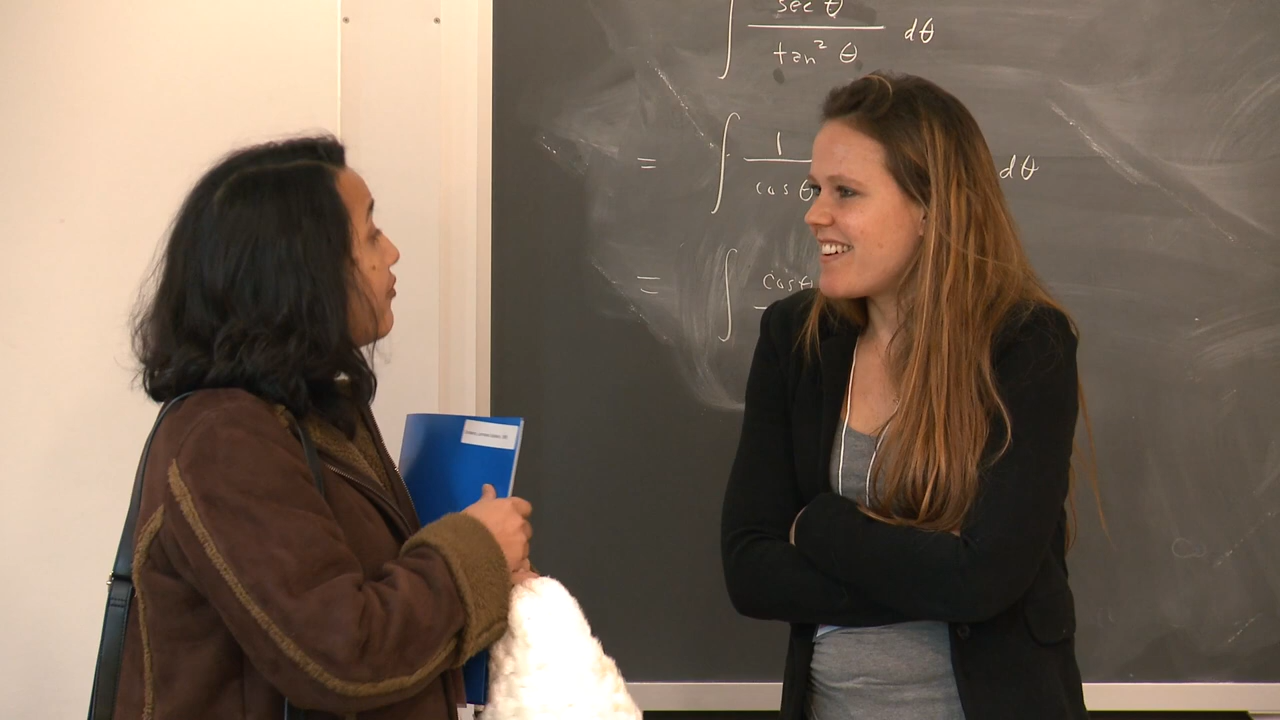 ∫ sec θ / tan² θ dθ
= ∫ 1 / cos θ dθ
= ∫ cos θ